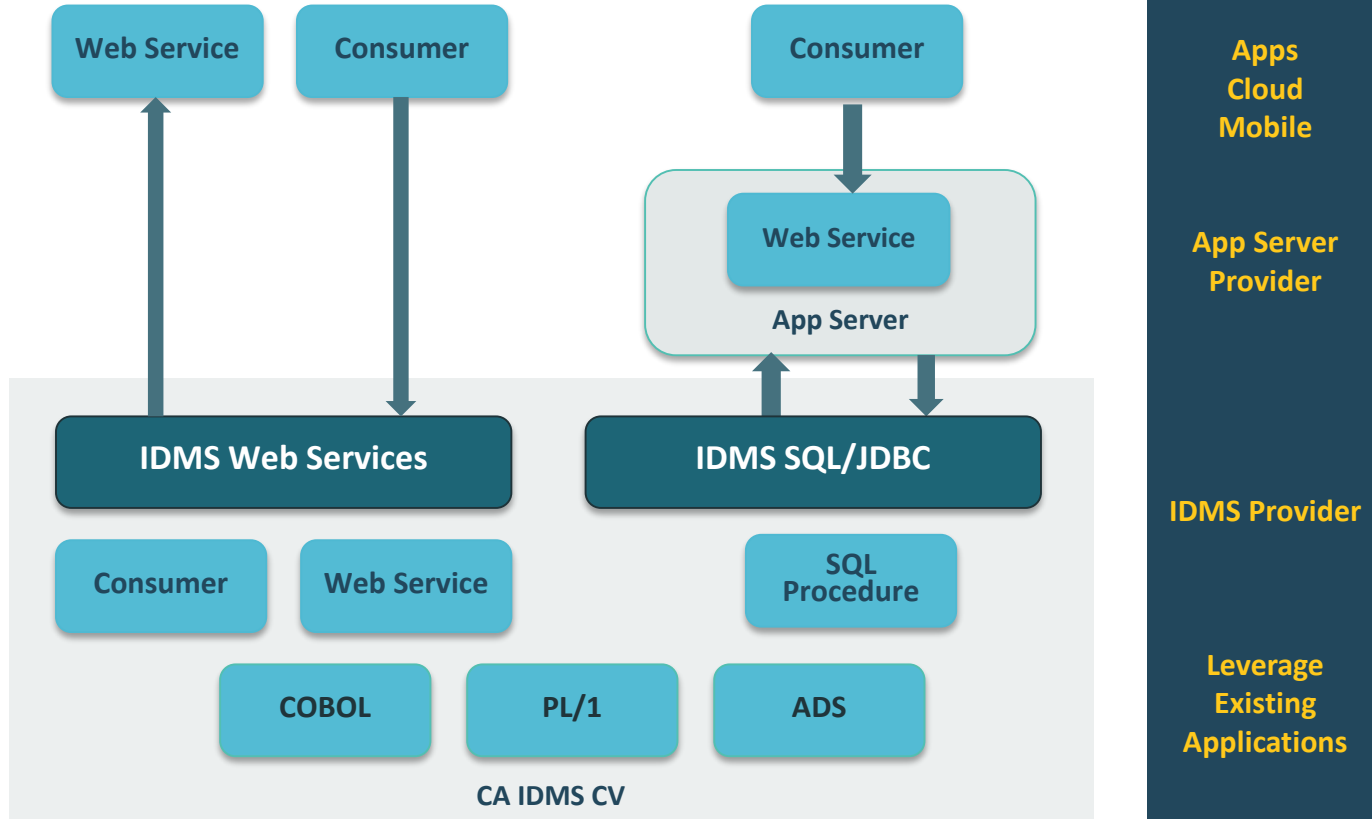 Web Service
Consumer
Consumer
Apps
Cloud
Mobile
Web Service
App Server
App Server
Provider
IDMS Web Services
IDMS SQL/JDBC
IDMS Provider
Consumer
Web Service
SQL
Procedure
COBOL
PL/1
ADS
Leverage
Existing
Applications
CA IDMS CV